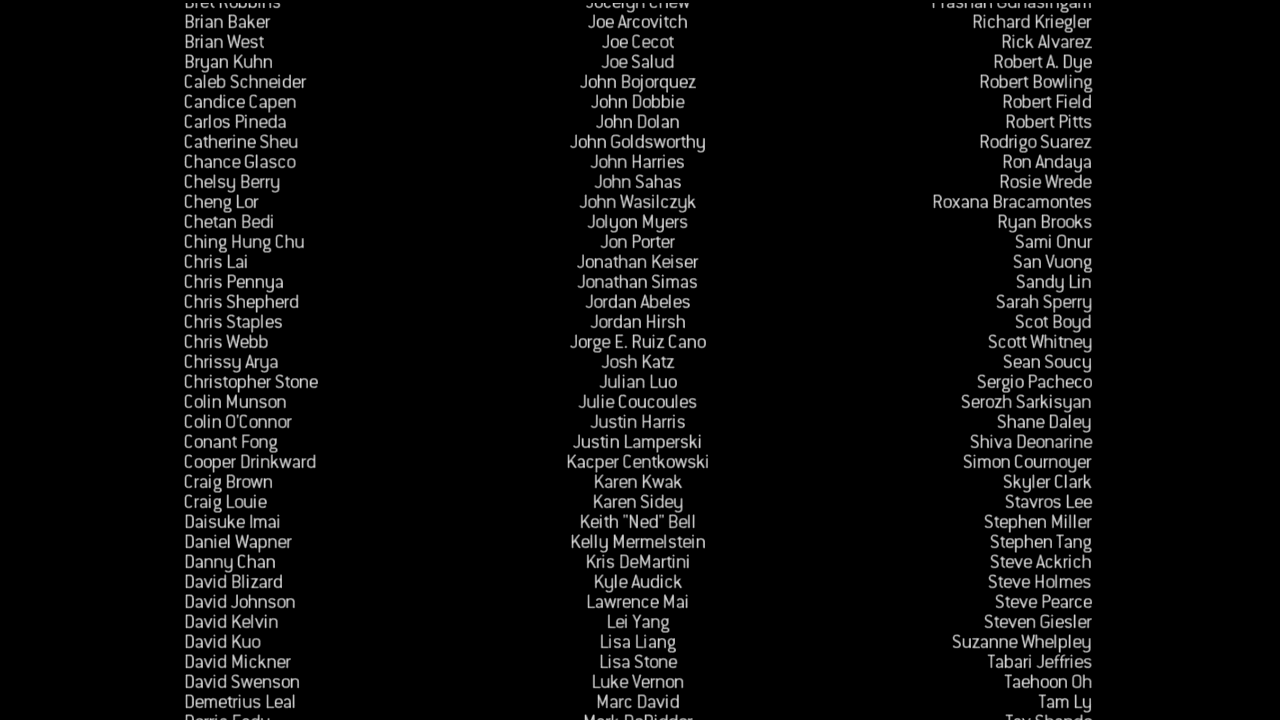 Bret Robbins
Brian Baker
Brian West
Bryan Kuhn
Caleb Schneider
Candice Capen
Carlos Pineda
Catherine Sheu
Chance Glasco
Chelsy Berry
Cheng Lor
Chetan Bedi
Ching Hung Chu
Chris Lai
Chris Pennya
Chris Shepherd
Chris Staples
Chris Webb
Chrissy Arya
Christopher Stone
Colin Munson
Colin O'Connor
Conant Fong
Cooper Drinkward
Craig Brown
Craig Louie
Daisuke Imai
Daniel Wapner
Danny Chan
David Blizard
David Johnson
David Kelvin
David Kuo
David Mickner
David Swenson
Demetrius Leal
Jocelyn Chew
Joe Arcovitch
Joe Cecot
Joe Salud
John Bojorquez
John Dobbie
John Dolan
John Goldsworthy
John Harries
John Sahas
John Wasilczyk
Jolyon Myers
Jon Porter
Jonathan Keiser
Jonathan Simas
Jordan Abeles
Jordan Hirsh
Jorge E. Ruiz Cano
Josh Katz
Julian Luo
Julie Coucoules
Justin Harris
Justin Lamperski
Kacper Centkowski
Karen Kwak
Karen Sidey
Keith "Ned" Bell
Kelly Mermelstein
Kris DeMartini
Kyle Audick
Lawrence Mai
Lei Yang
Lisa Liang
Lisa Stone
Luke Vernon
Marc David
Richard Kriegler
Rick Alvarez
Robert A. Dye
Robert Bowling
Robert Field
Robert Pitts
Rodrigo Suarez
Ron Andaya
Rosie Wrede
Roxana Bracamontes
Ryan Brooks
Sami Onur
San Vuong
Sandy Lin
Sarah Sperry
Scot Boyd
Scott Whitney
Sean Soucy
Sergio Pacheco
Serozh Sarkisyan
Shane Daley
Shiva Deonarine
Simon Cournoyer
Skyler Clark
Stavros Lee
Stephen Miller
Stephen Tang
Steve Ackrich
Steve Holmes
Steve Pearce
Steven Giesler
Suzanne Whelpley
Tabari Jeffries
Taehoon Oh
Tam Ly